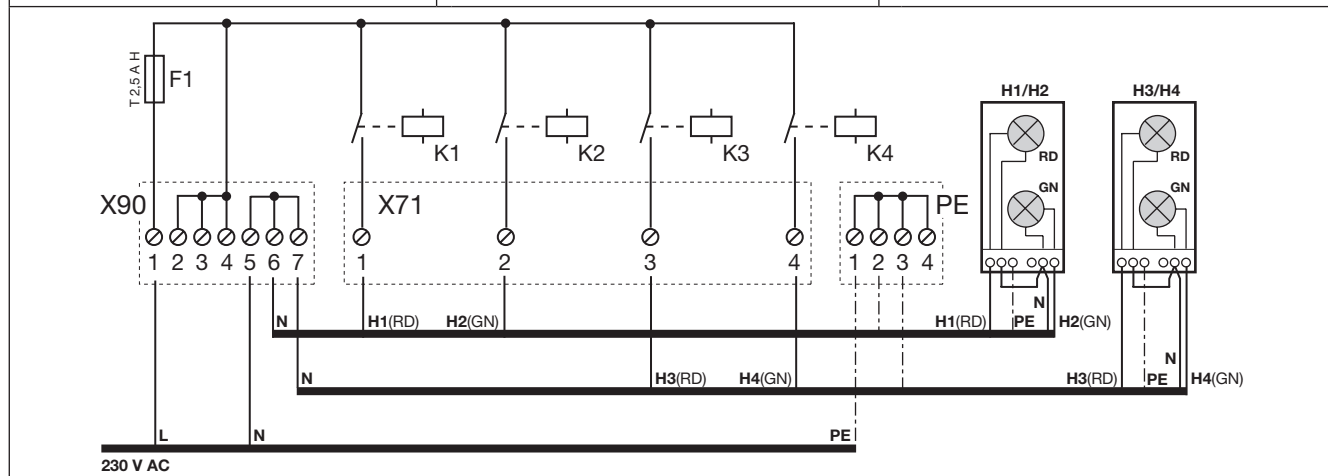 T 2,5 A H
F1
K1 K2 K3 K4
H1/H2 H3/H4
RD RD
GN GN
X90 X71 PE
1 2 3 4 5 6 7 1 2 3 4 1 2 3 4
N
N H1(RD) H2(GN) H1(RD) PE H2(GN)
N
N H3(RD) H4(GN) H3(RD) PE H4(GN)
L N PE
230 V AC